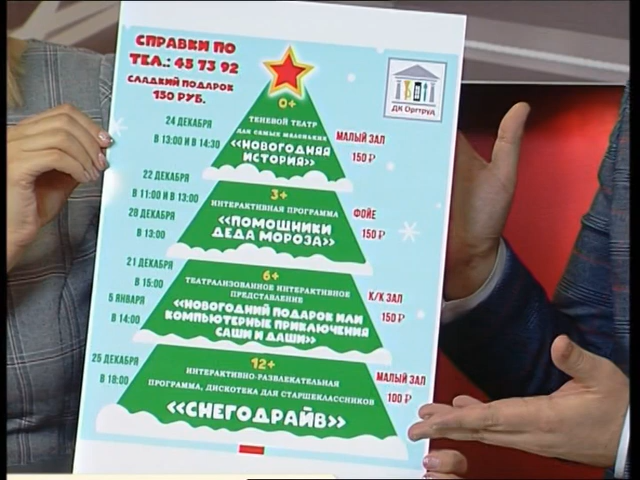 СПРАВКИ ПО
ТЕЛ.: 45 73 92
СЛАДКИЙ ПОДАРОК
150 РУБ.
ДК Оргтруд
0+
ТЕНЕВОЙ ТЕАТР
для самых маленьких
«НОВОГОДНЯЯ
ИСТОРИЯ»
24 ДЕКАБРЯ
В 13:00 И В 14:30
МАЛЫЙ ЗАЛ
150 ₽
3+
ИНТЕРАКТИВНАЯ ПРОГРАММА
«ПОМОЩНИКИ
ДЕДА МОРОЗА»
22 ДЕКАБРЯ
В 11:00 И В 13:00
28 ДЕКАБРЯ
В 13:00
ФОЙЕ
150 ₽
6+
ТЕАТРАЛИЗОВАННОЕ ИНТЕРАКТИВНОЕ
ПРЕДСТАВЛЕНИЕ
«НОВОГОДНИЙ ПОДАРОК ИЛИ
КОМПЬЮТЕРНЫЕ ПРИКЛЮЧЕНИЯ
САШИ И ДАШИ»
21 ДЕКАБРЯ
В 15:00
5 ЯНВАРЯ
В 14:00
К/К ЗАЛ
150 ₽
12+
ИНТЕРАКТИВНО-РАЗВЛЕКАТЕЛЬНАЯ
ПРОГРАММА, ДИСКОТЕКА ДЛЯ СТАРШЕКЛАССНИКОВ
«СНЕГОДРАЙВ»
25 ДЕКАБРЯ
В 18:00
МАЛЫЙ ЗАЛ
100 ₽